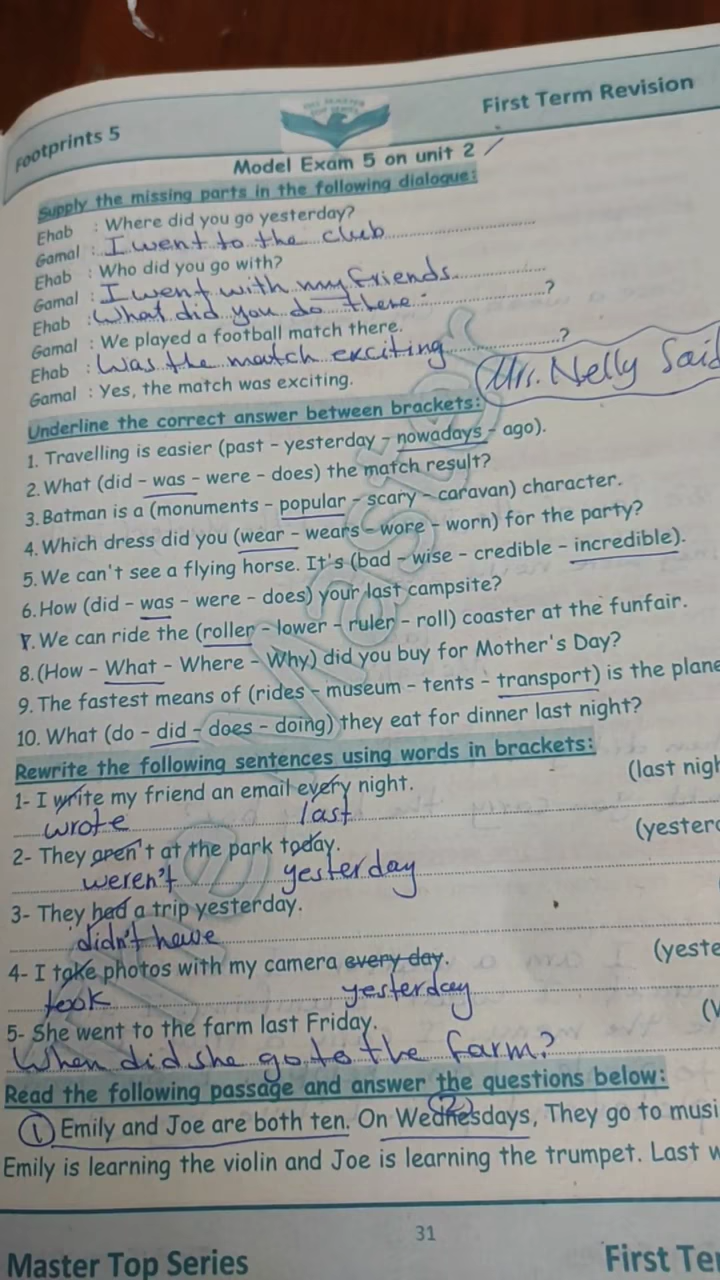 Footprints 5
First Term Revision
Model Exam 5 on unit 2
Supply the missing parts in the following dialogue:
Ehab : Where did you go yesterday?
Gamal : I went to the club
Ehab : Who did you go with?
Gamal : I went with my friends
Ehab : What did you do there ?
Gamal : We played a football match there.
Ehab : Was the match exciting ?
Gamal : Yes, the match was exciting.
Mrs. Nelly Said
Underline the correct answer between brackets:
1. Travelling is easier (past – yesterday – nowadays – ago).
2. What (did – was – were – does) the match result?
3. Batman is a (monuments – popular – scary – caravan) character.
4. Which dress did you (wear – wears – wore – worn) for the party?
5. We can't see a flying horse. It's (bad – wise – credible – incredible).
6. How (did – was – were – does) your last campsite?
7. We can ride the (roller – lower – ruler – roll) coaster at the funfair.
8. (How – What – Where – Why) did you buy for Mother's Day?
9. The fastest means of (rides – museum – tents – transport) is the plane
10. What (do – did – does – doing) they eat for dinner last night?
Rewrite the following sentences using words in brackets:
1- I write my friend an email every night. (last nigh
wrote last
2- They aren't at the park today. (yester
weren't yesterday
3- They had a trip yesterday.
didn't have
4- I take photos with my camera every day. (yeste
took yesterday
5- She went to the farm last Friday.
When did she go to the farm?
Read the following passage and answer the questions below:
1 Emily and Joe are both ten. On Wednesdays, They go to musi
2
Emily is learning the violin and Joe is learning the trumpet. Last w
31
Master Top Series
First Te